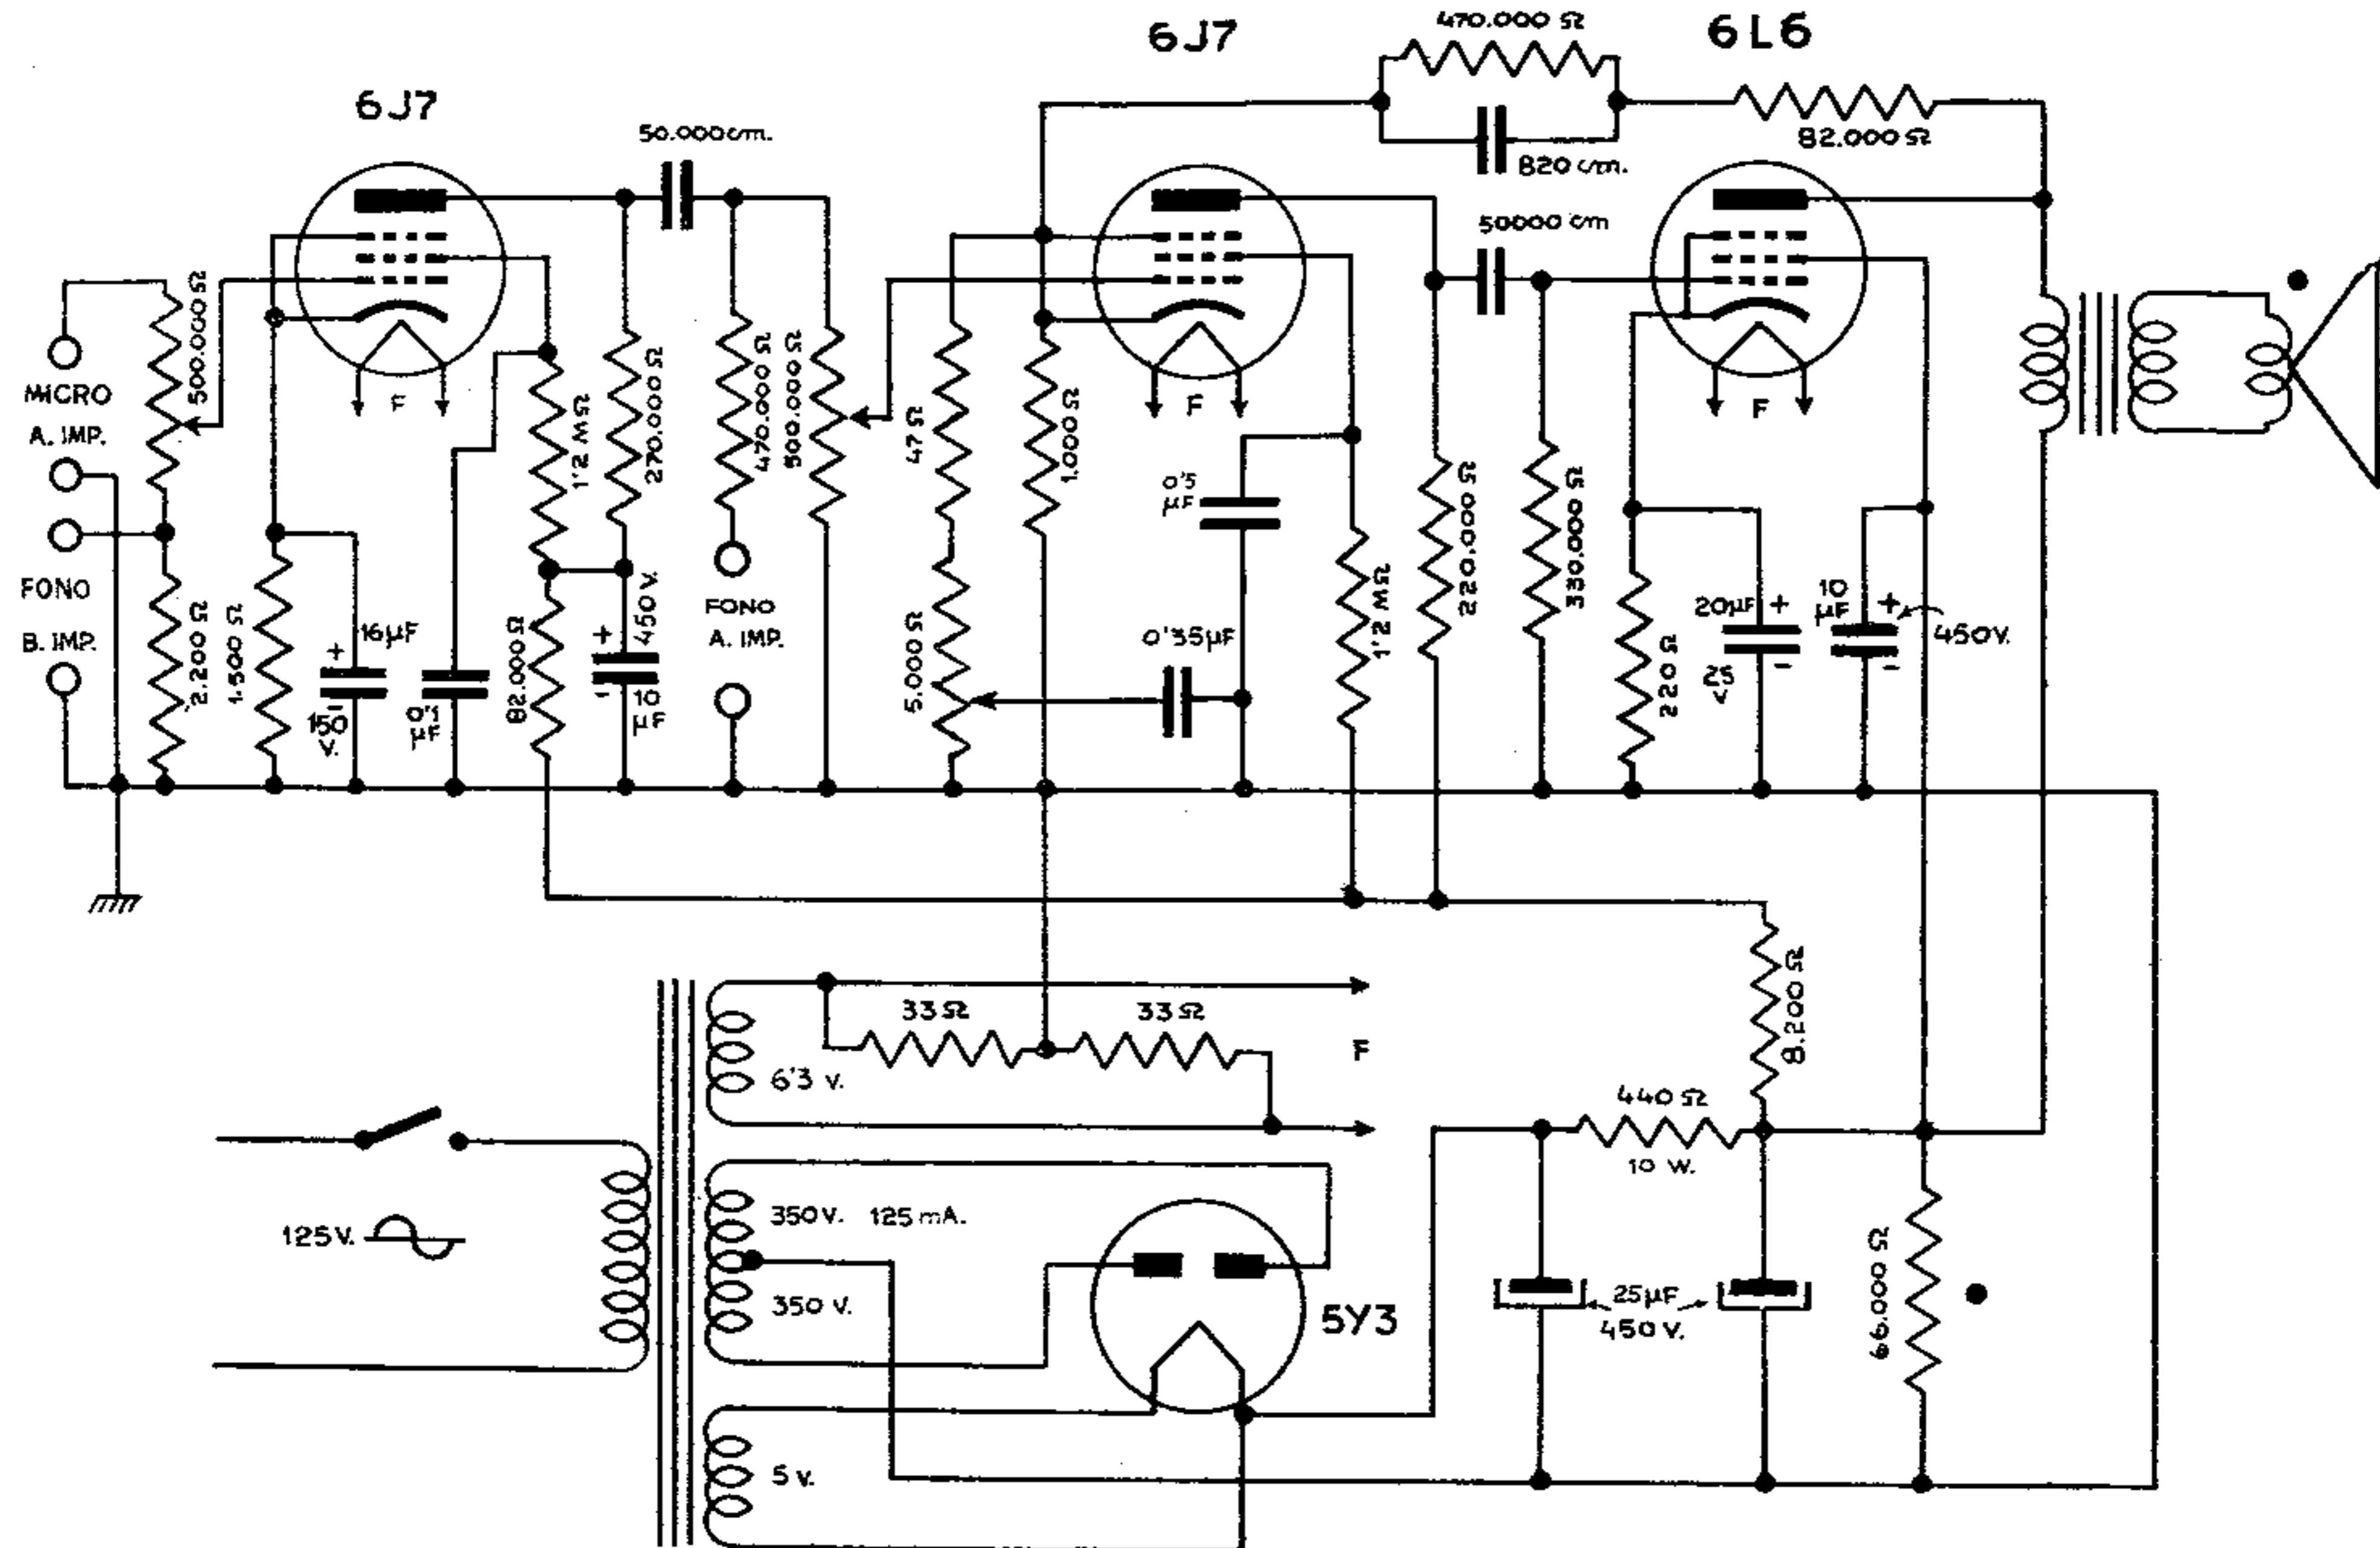 6J7
6J7
6L6
470.000 Ω
82.000 Ω
820 cm.
50.000 cm.
50000 cm
MICRO
A. IMP.
FONO
B. IMP.
500.000 Ω
2.200 Ω
1.500 Ω
16µF
+
-
150
V.
0'1
µF
F
1'2 MΩ
270.000 Ω
82.000 Ω
+
450 V.
-
10
µF
470.000 Ω
500.000 Ω
FONO
A. IMP.
47 Ω
5.000 Ω
1.000 Ω
F
0'5
µF
0'35µF
1'2 MΩ
220.000 Ω
330.000 Ω
F
220 Ω
20µF +
25
V
-
10
µF
+
-
450V.
8.200 Ω
33 Ω
33 Ω
F
6'3 V.
125 V.
350 V. 125 mA.
350 V.
5Y3
5 V.
440 Ω
10 W.
25µF
450 V.
66.000 Ω